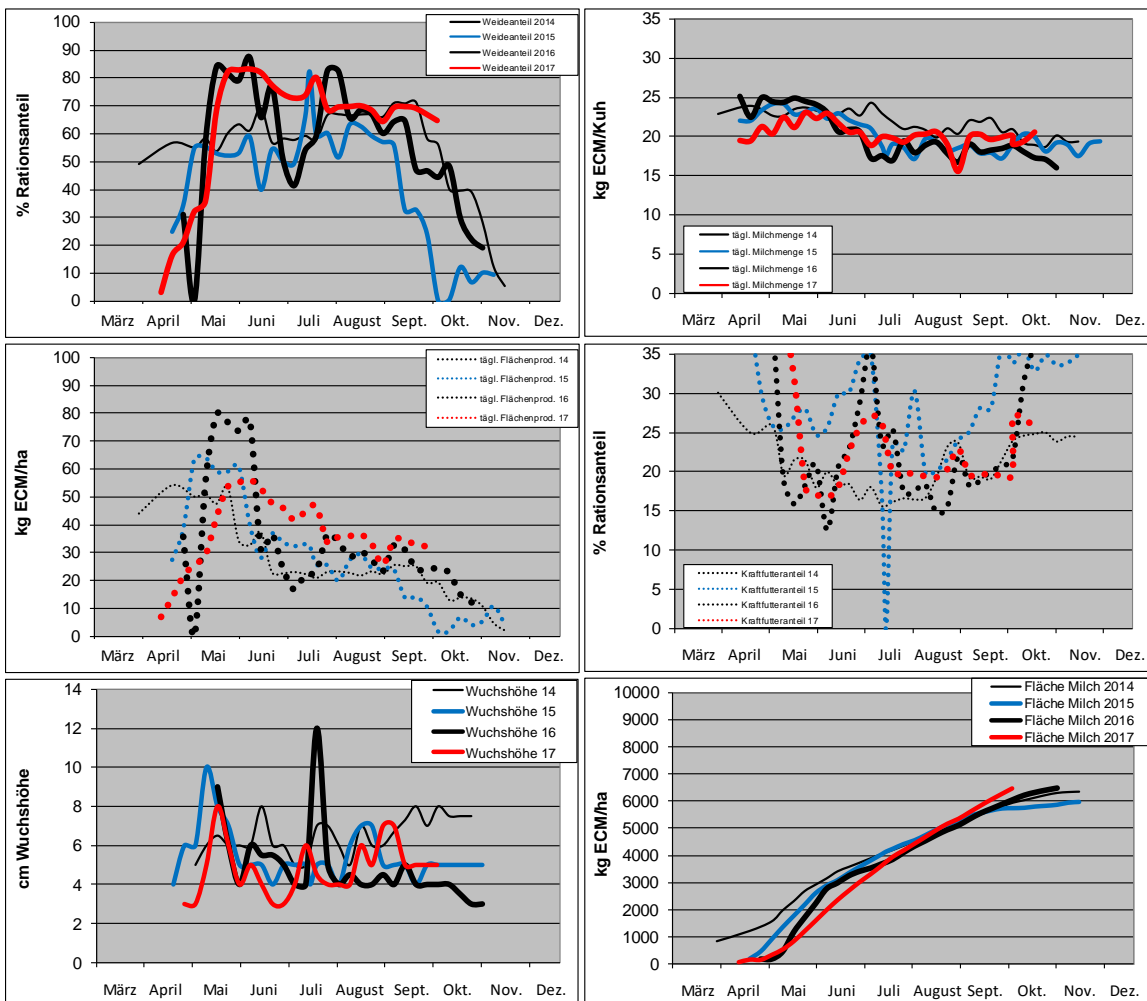 100
90
80
70
60
50
40
30
20
10
0
% Rationsanteil
Weideanteil 2014
Weideanteil 2015
Weideanteil 2016
Weideanteil 2017
März April Mai Juni Juli August Sept. Okt. Nov. Dez.
35
30
25
20
15
10
5
0
kg ECM/Kuh
tägl. Milchmenge 14
tägl. Milchmenge 15
tägl. Milchmenge 16
tägl. Milchmenge 17
März April Mai Juni Juli August Sept. Okt. Nov. Dez.
100
90
80
70
60
50
40
30
20
10
0
kg ECM/ha
tägl. Flächenprod. 14
tägl. Flächenprod. 15
tägl. Flächenprod. 16
tägl. Flächenprod. 17
März April Mai Juni Juli August Sept. Okt. Nov. Dez.
35
30
25
20
15
10
5
0
% Rationsanteil
Kraftfutteranteil 14
Kraftfutteranteil 15
Kraftfutteranteil 16
Kraftfutteranteil 17
März April Mai Juni Juli August Sept. Okt. Nov. Dez.
14
12
10
8
6
4
2
0
cm Wuchshöhe
Wuchshöhe 14
Wuchshöhe 15
Wuchshöhe 16
Wuchshöhe 17
März April Mai Juni Juli August Sept. Okt. Nov. Dez.
10000
9000
8000
7000
6000
5000
4000
3000
2000
1000
0
kg ECM/ha
Fläche Milch 2014
Fläche Milch 2015
Fläche Milch 2016
Fläche Milch 2017
März April Mai Juni Juli August Sept. Okt. Nov. Dez.